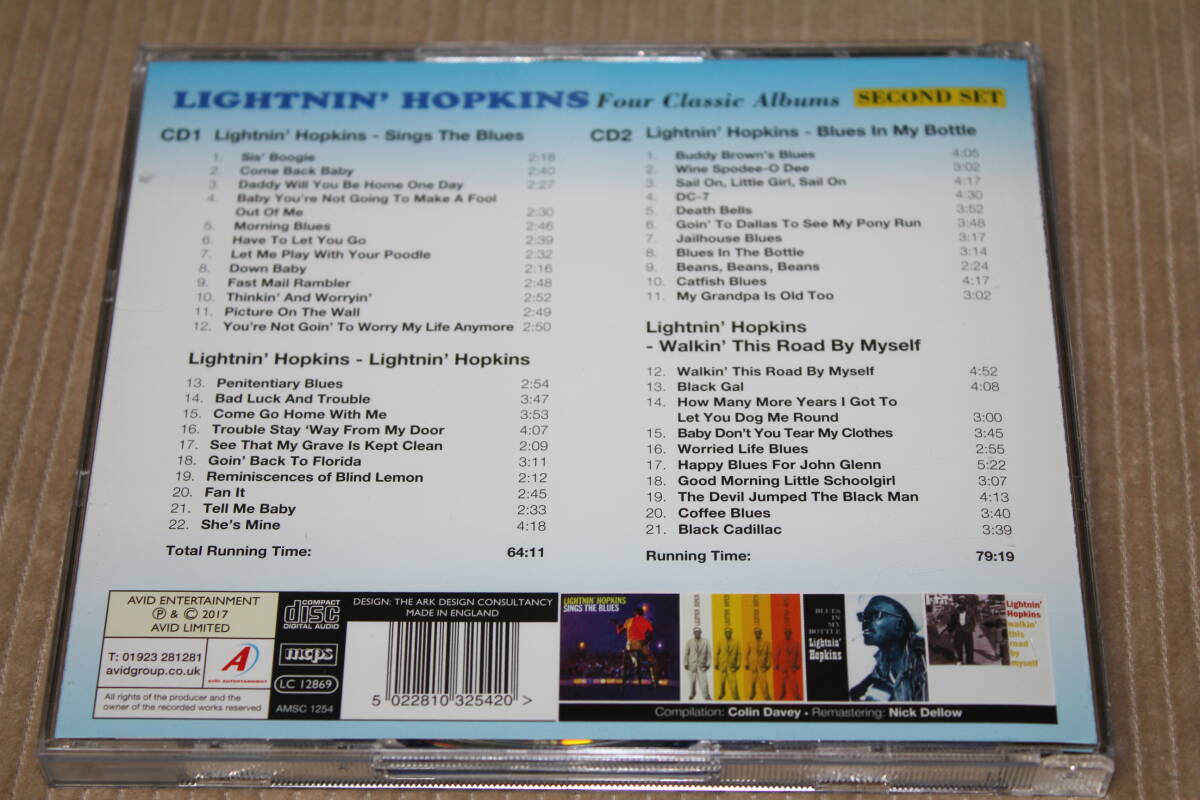 LIGHTNIN' HOPKINS Four Classic Albums SECOND SET
CD1 Lightnin' Hopkins - Sings The Blues
1. Sis' Boogie 2:18
2. Come Back Baby 2:40
3. Daddy Will You Be Home One Day 2:27
4. Baby You're Not Going To Make A Fool
Out Of Me 2:30
5. Morning Blues 2:46
6. Have To Let You Go 2:39
7. Let Me Play With Your Poodle 2:32
8. Down Baby 2:16
9. Fast Mail Rambler 2:48
10. Thinkin' And Worryin' 2:52
11. Picture On The Wall 2:49
12. You're Not Goin' To Worry My Life Anymore 2:50
Lightnin' Hopkins - Lightnin' Hopkins
13. Penitentiary Blues 2:54
14. Bad Luck And Trouble 3:47
15. Come Go Home With Me 3:53
16. Trouble Stay 'Way From My Door 4:07
17. See That My Grave Is Kept Clean 2:09
18. Goin' Back To Florida 3:11
19. Reminiscences of Blind Lemon 2:12
20. Fan It 2:45
21. Tell Me Baby 2:33
22. She's Mine 4:18
Total Running Time: 64:11
CD2 Lightnin' Hopkins - Blues In My Bottle
1. Buddy Brown's Blues 4:05
2. Wine Spodee-O Dee 3:02
3. Sail On, Little Girl, Sail On 4:17
4. DC-7 4:30
5. Death Bells 3:52
6. Goin' To Dallas To See My Pony Run 3:48
7. Jailhouse Blues 3:17
8. Blues In The Bottle 3:14
9. Beans, Beans, Beans 2:24
10. Catfish Blues 4:17
11. My Grandpa Is Old Too 3:02
Lightnin' Hopkins
- Walkin' This Road By Myself
12. Walkin' This Road By Myself 4:52
13. Black Gal 4:08
14. How Many More Years I Got To
Let You Dog Me Round 3:00
15. Baby Don't You Tear My Clothes 3:45
16. Worried Life Blues 2:55
17. Happy Blues For John Glenn 5:22
18. Good Morning Little Schoolgirl 3:07
19. The Devil Jumped The Black Man 4:13
20. Coffee Blues 3:40
21. Black Cadillac 3:39
Running Time: 79:19
AVID ENTERTAINMENT
℗ & © 2017
AVID LIMITED
T: 01923 281281
avidgroup.co.uk
A
AVID ENTERTAINMENT
All rights of the producer and the
owner of the recorded works reserved
COMPACT
disc
DIGITAL AUDIO
mcps
LC 12869
AMSC 1254
DESIGN: THE ARK DESIGN CONSULTANCY
MADE IN ENGLAND
5 022810 325420 >
LIGHTNIN' HOPKINS
SINGS THE BLUES
BLUES
IN
MY
BOTTLE
Lightnin'
Hopkins
Lightnin'
Hopkins
walkin'
this
road
by
myself
Compilation: Colin Davey • Remastering: Nick Dellow